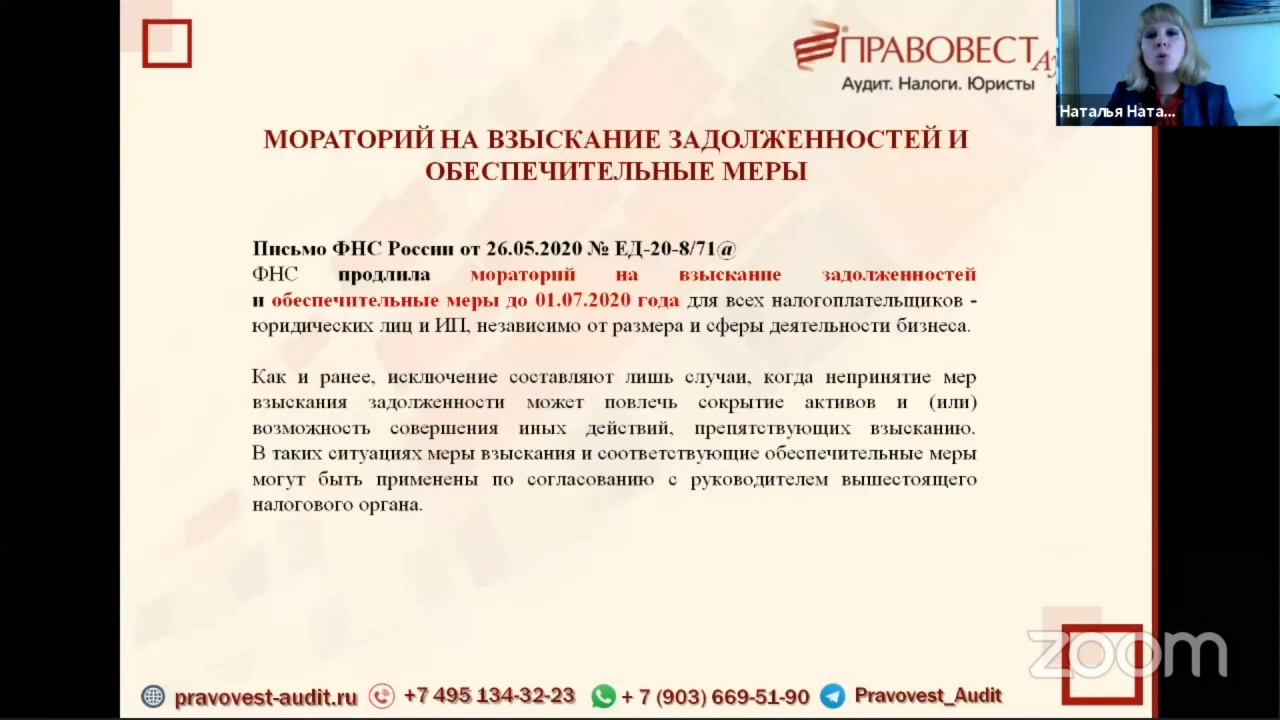 ПРАВОВЕСТ
Аудит. Налоги. Юристы
Наталья Ната...
МОРАТОРИЙ НА ВЗЫСКАНИЕ ЗАДОЛЖЕННОСТЕЙ И
ОБЕСПЕЧИТЕЛЬНЫЕ МЕРЫ
Письмо ФНС России от 26.05.2020 № ЕД-20-8/71@
ФНС продлила мораторий на взыскание задолженностей
и обеспечительные меры до 01.07.2020 года для всех налогоплательщиков -
юридических лиц и ИП, независимо от размера и сферы деятельности бизнеса.
Как и ранее, исключение составляют лишь случаи, когда непринятие мер
взыскания задолженности может повлечь сокрытие активов и (или)
возможность совершения иных действий, препятствующих взысканию.
В таких ситуациях меры взыскания и соответствующие обеспечительные меры
могут быть применены по согласованию с руководителем вышестоящего
налогового органа.
zoom
pravovest-audit.ru +7 495 134-32-23 + 7 (903) 669-51-90 Pravovest_Audit